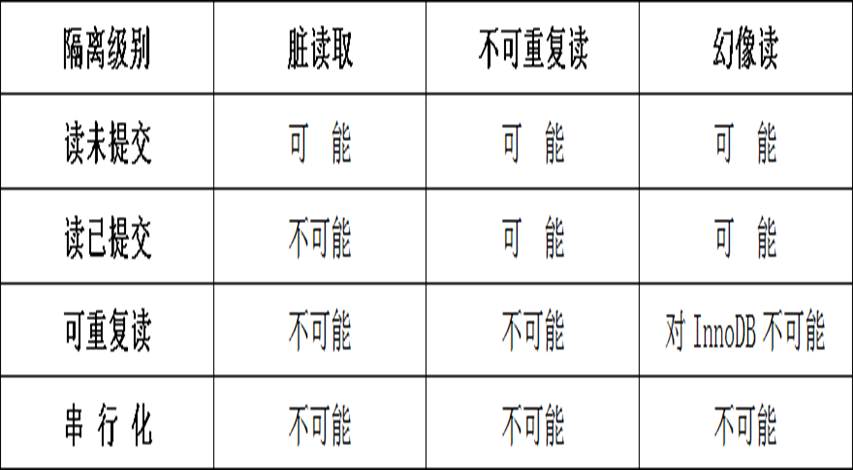 隔离级别 脏读取 不可重复读 幻像读
读未提交 可 能 可 能 可 能
读已提交 不可能 可 能 可 能
可重复读 不可能 不可能 对 InnoDB 不可能
串 行 化 不可能 不可能 不可能